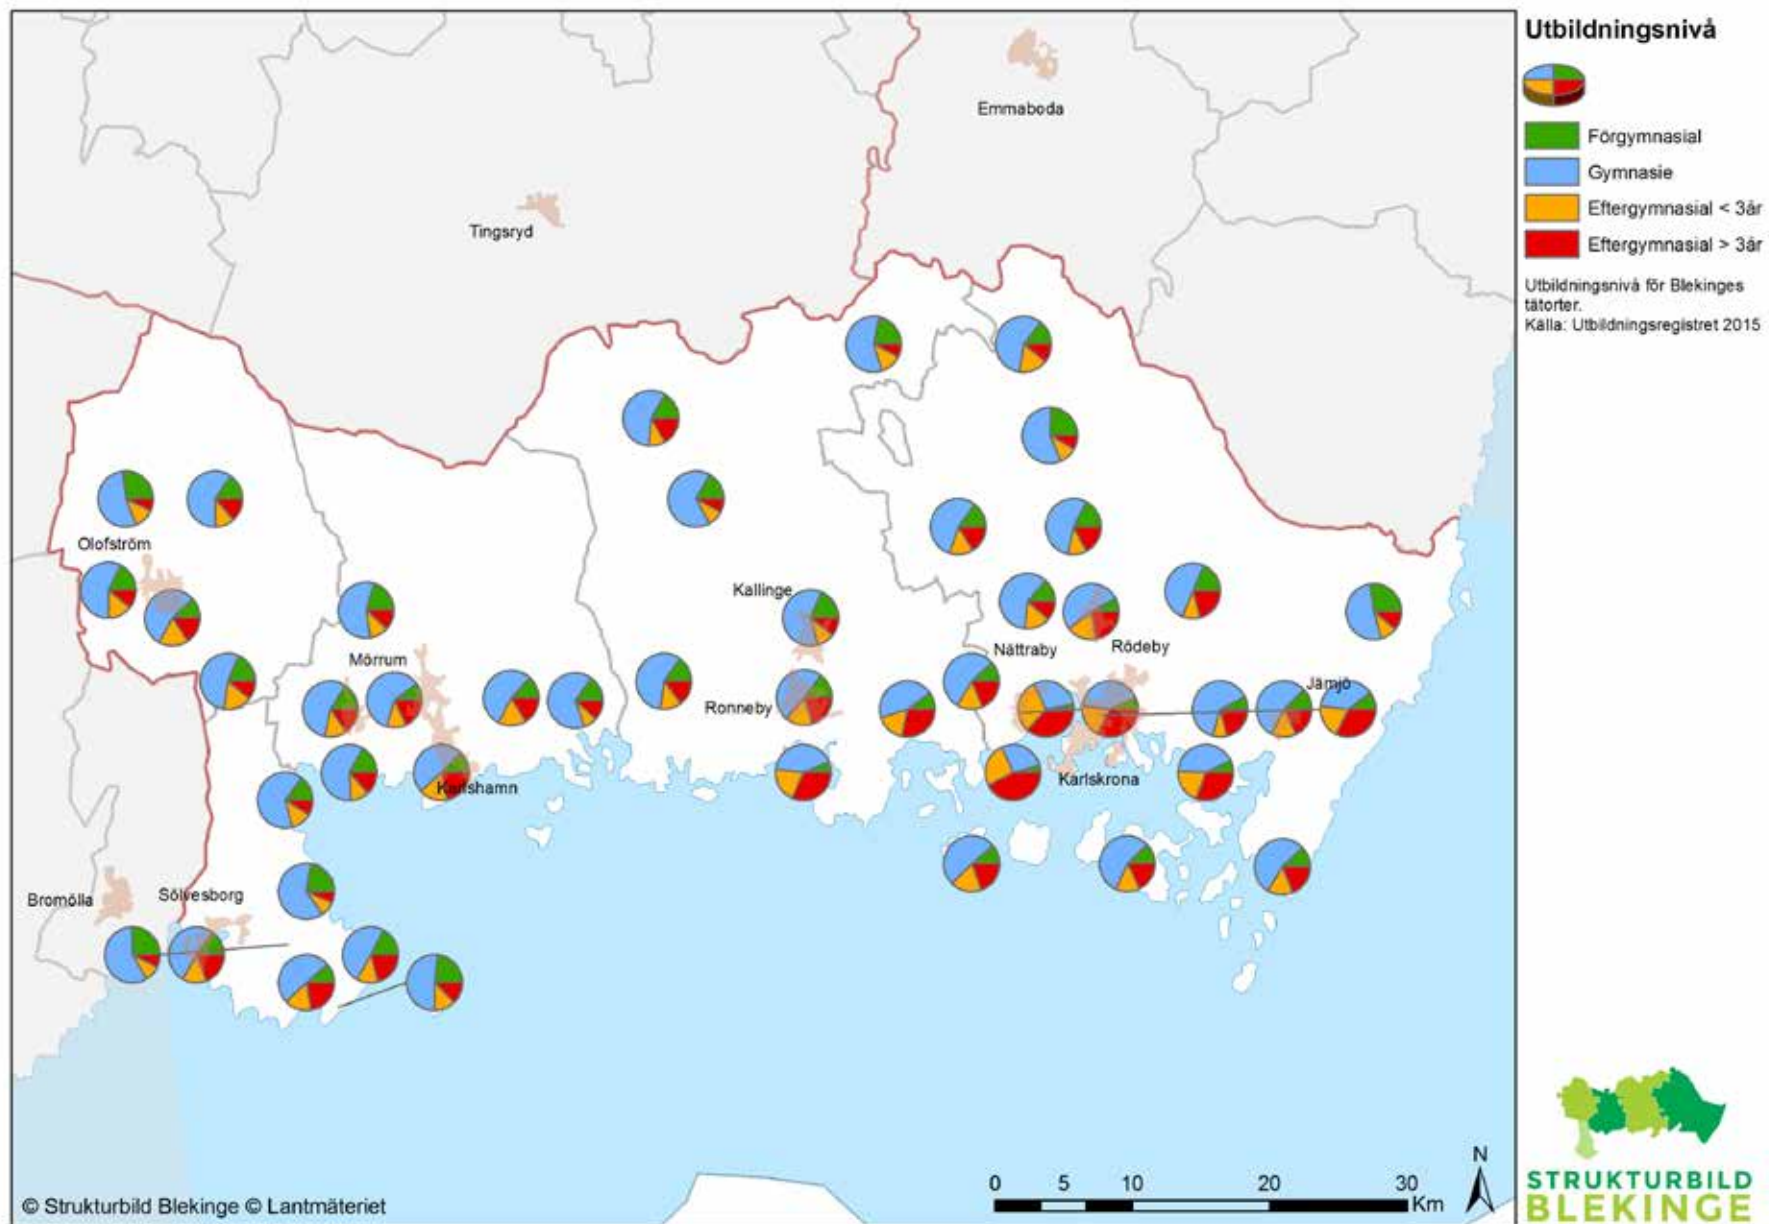 Utbildningsnivå
Förgymnasial
Gymnasie
Eftergymnasial < 3år
Eftergymnasial > 3år
Utbildningsnivå för Blekinges
tätorter.
Källa: Utbildningsregistret 2015
Emmaboda
Tingsryd
Olofström
Kallinge
Mörrum
Nättraby
Rödeby
Ronneby
Jämjö
Karlshamn
Karlskrona
Bromölla
Sölvesborg
© Strukturbild Blekinge © Lantmäteriet
0 5 10 20 30
Km
N
STRUKTURBILD
BLEKINGE